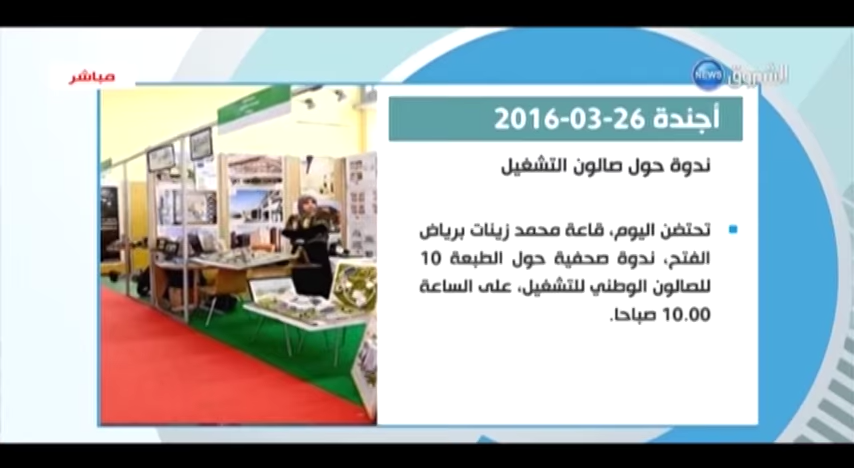 مباشر
الشروق NEWS
أجندة 26-03-2016
ندوة حول صالون التشغيل
تحتضن اليوم، قاعة محمد زينات برياض
الفتح، ندوة صحفية حول الطبعة 10
للصالون الوطني للتشغيل، على الساعة
10.00 صباحا.